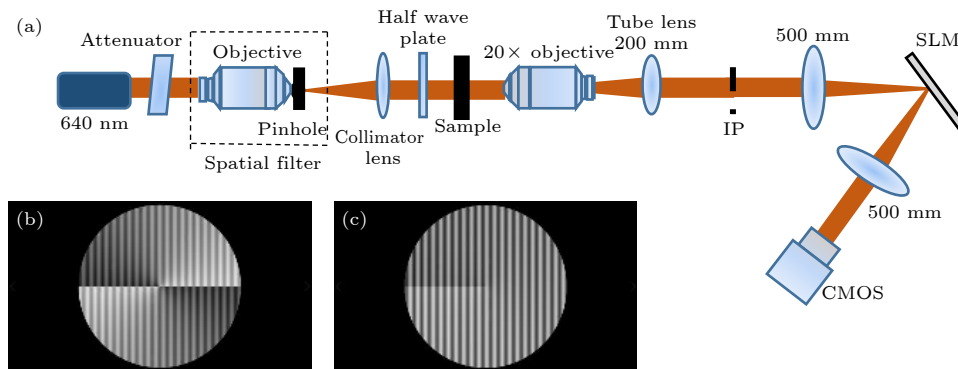 (a)
Attenuator
640 nm
Objective
Pinhole
Spatial filter
Collimator
lens
Half wave
plate
Sample
20× objective
Tube lens
200 mm
IP
500 mm
SLM
500 mm
CMOS
(b)
(c)